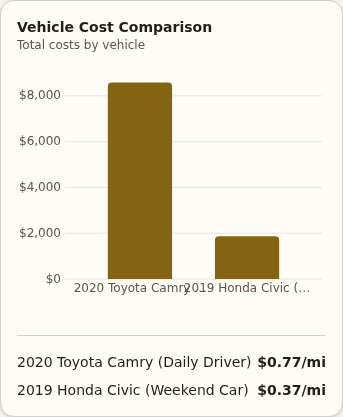 Vehicle Cost Comparison
Total costs by vehicle
$8,000
$6,000
$4,000
$2,000
$0
2020 Toyota Camry… 2019 Honda Civic (…
2020 Toyota Camry (Daily Driver) $0.77/mi
2019 Honda Civic (Weekend Car) $0.37/mi